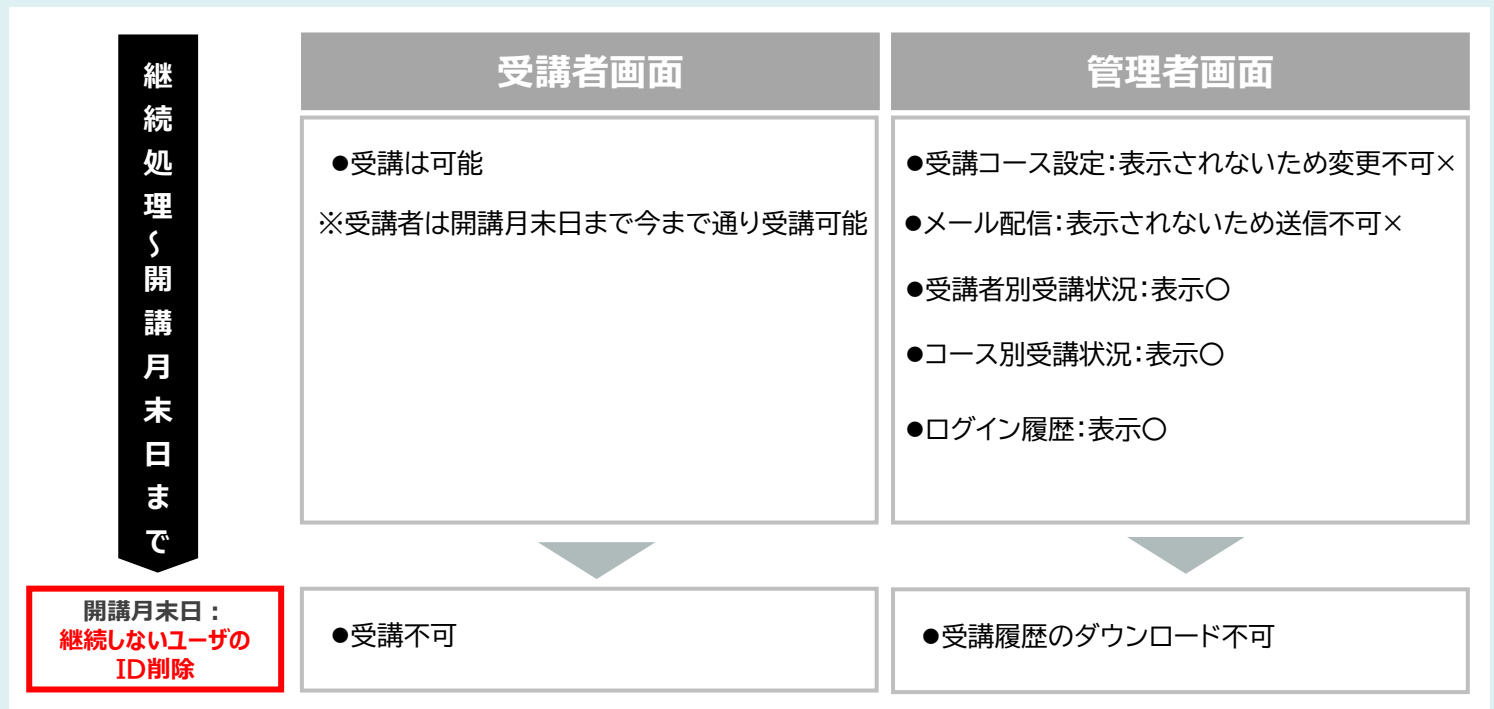 継続処理～開講月末日まで
受講者画面
管理者画面
●受講は可能
※受講者は開講月末日まで今まで通り受講可能
●受講コース設定：表示されないため変更不可×
●メール配信：表示されないため送信不可×
●受講者別受講状況：表示〇
●コース別受講状況：表示〇
●ログイン履歴：表示〇
開講月末日：
継続しないユーザの
ID削除
●受講不可
●受講履歴のダウンロード不可